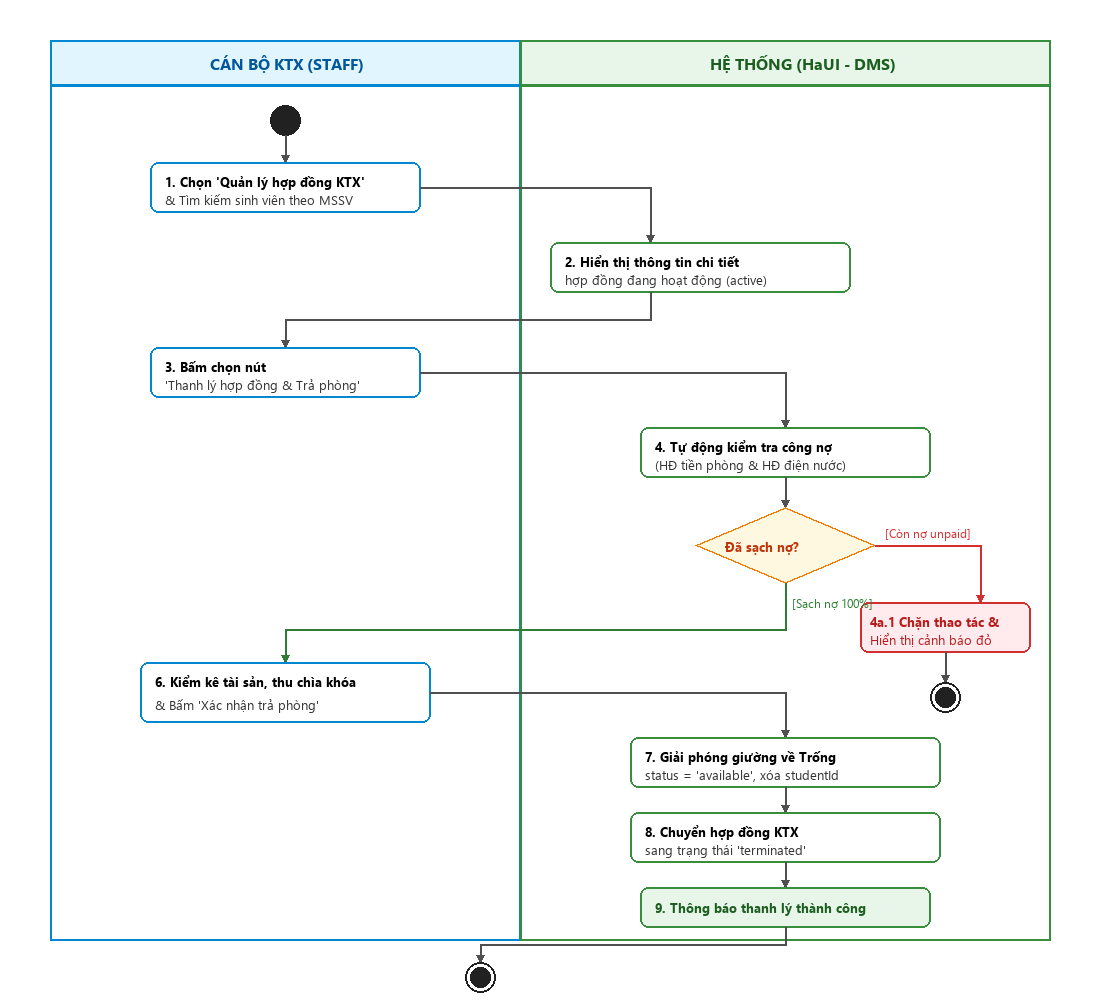 CÁN BỘ KTX (STAFF)
HỆ THỐNG (HaUI - DMS)
1. Chọn 'Quản lý hợp đồng KTX'
& Tìm kiếm sinh viên theo MSSV
2. Hiển thị thông tin chi tiết
hợp đồng đang hoạt động (active)
3. Bấm chọn nút
'Thanh lý hợp đồng & Trả phòng'
4. Tự động kiểm tra công nợ
(HĐ tiền phòng & HĐ điện nước)
Đã sạch nợ?
[Còn nợ unpaid]
[Sạch nợ 100%]
4a.1 Chặn thao tác &
Hiển thị cảnh báo đỏ
6. Kiểm kê tài sản, thu chìa khóa
& Bấm 'Xác nhận trả phòng'
7. Giải phóng giường về Trống
status = 'available', xóa studentId
8. Chuyển hợp đồng KTX
sang trạng thái 'terminated'
9. Thông báo thanh lý thành công